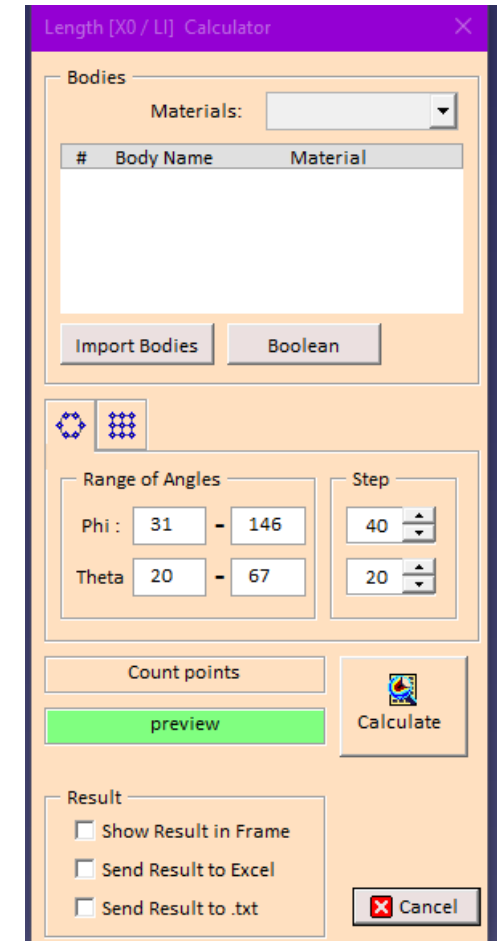 Length [X0 / LI] Calculator
Bodies
Materials:
# Body Name Material
Import Bodies Boolean
Range of Angles Step
Phi : 31 - 146 40
Theta 20 - 67 20
Count points
preview
Calculate
Result
Show Result in Frame
Send Result to Excel
Send Result to .txt
Cancel